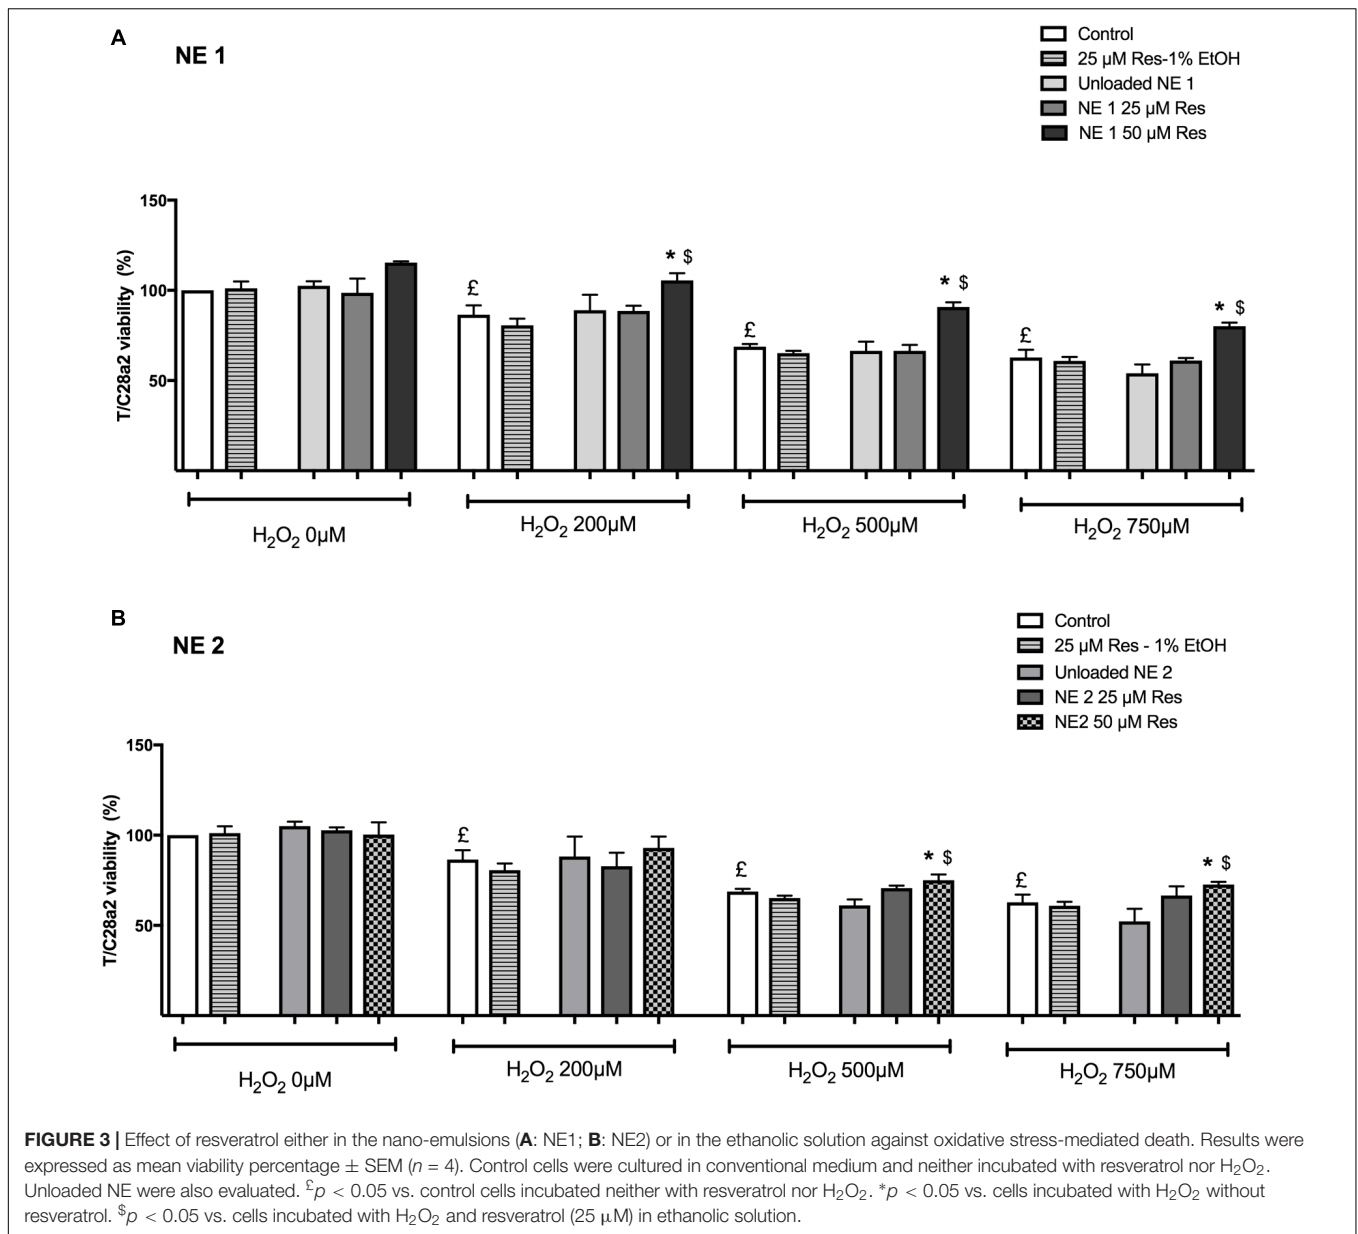 A
NE 1
Control
25 µM Res-1% EtOH
Unloaded NE 1
NE 1 25 µM Res
NE 1 50 µM Res
T/C28a2 viability (%)
150
100
50
£
* $
£
* $
£
* $
H₂O₂ 0µM
H₂O₂ 200µM
H₂O₂ 500µM
H₂O₂ 750µM
B
NE 2
Control
25 µM Res - 1% EtOH
Unloaded NE 2
NE 2 25 µM Res
NE2 50 µM Res
T/C28a2 viability (%)
150
100
50
£
£
* $
£
* $
H₂O₂ 0µM
H₂O₂ 200µM
H₂O₂ 500µM
H₂O₂ 750µM
FIGURE 3 | Effect of resveratrol either in the nano-emulsions (A: NE1; B: NE2) or in the ethanolic solution against oxidative stress-mediated death. Results were
expressed as mean viability percentage ± SEM (n = 4). Control cells were cultured in conventional medium and neither incubated with resveratrol nor H₂O₂.
Unloaded NE were also evaluated. £p < 0.05 vs. control cells incubated neither with resveratrol nor H₂O₂. *p < 0.05 vs. cells incubated with H₂O₂ without
resveratrol. $p < 0.05 vs. cells incubated with H₂O₂ and resveratrol (25 µM) in ethanolic solution.